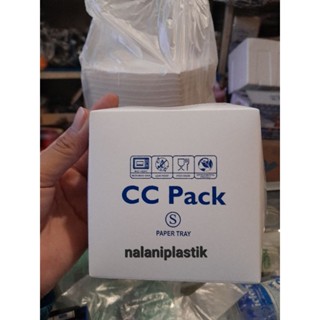 CC Pack
S
PAPER TRAY
nalaniplastik